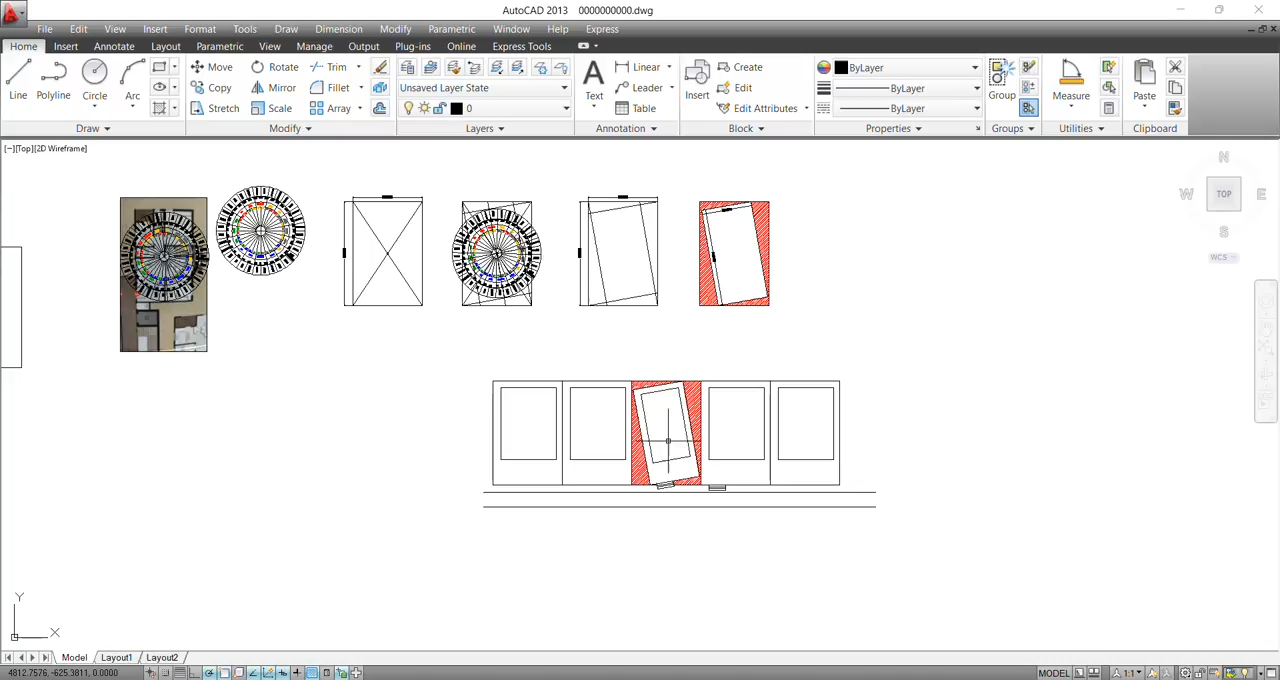 AutoCAD 2013 0000000000.dwg
File Edit View Insert Format Tools Draw Dimension Modify Parametric Window Help Express
Home Insert Annotate Layout Parametric View Manage Output Plug-ins Online Express Tools
Line Polyline Circle Arc
Move Rotate Trim
Copy Mirror Fillet
Stretch Scale Array
Unsaved Layer State
0
Text
Linear
Leader
Table
Insert
Create
Edit
Edit Attributes
ByLayer
ByLayer
ByLayer
Group
Measure
Paste
Draw Modify Layers Annotation Block Properties Groups Utilities Clipboard
[−][Top][2D Wireframe]
N
W TOP E
S
WCS
Y
X
Model Layout1 Layout2
4812.7576, -625.3811, 0.0000
MODEL
1:1